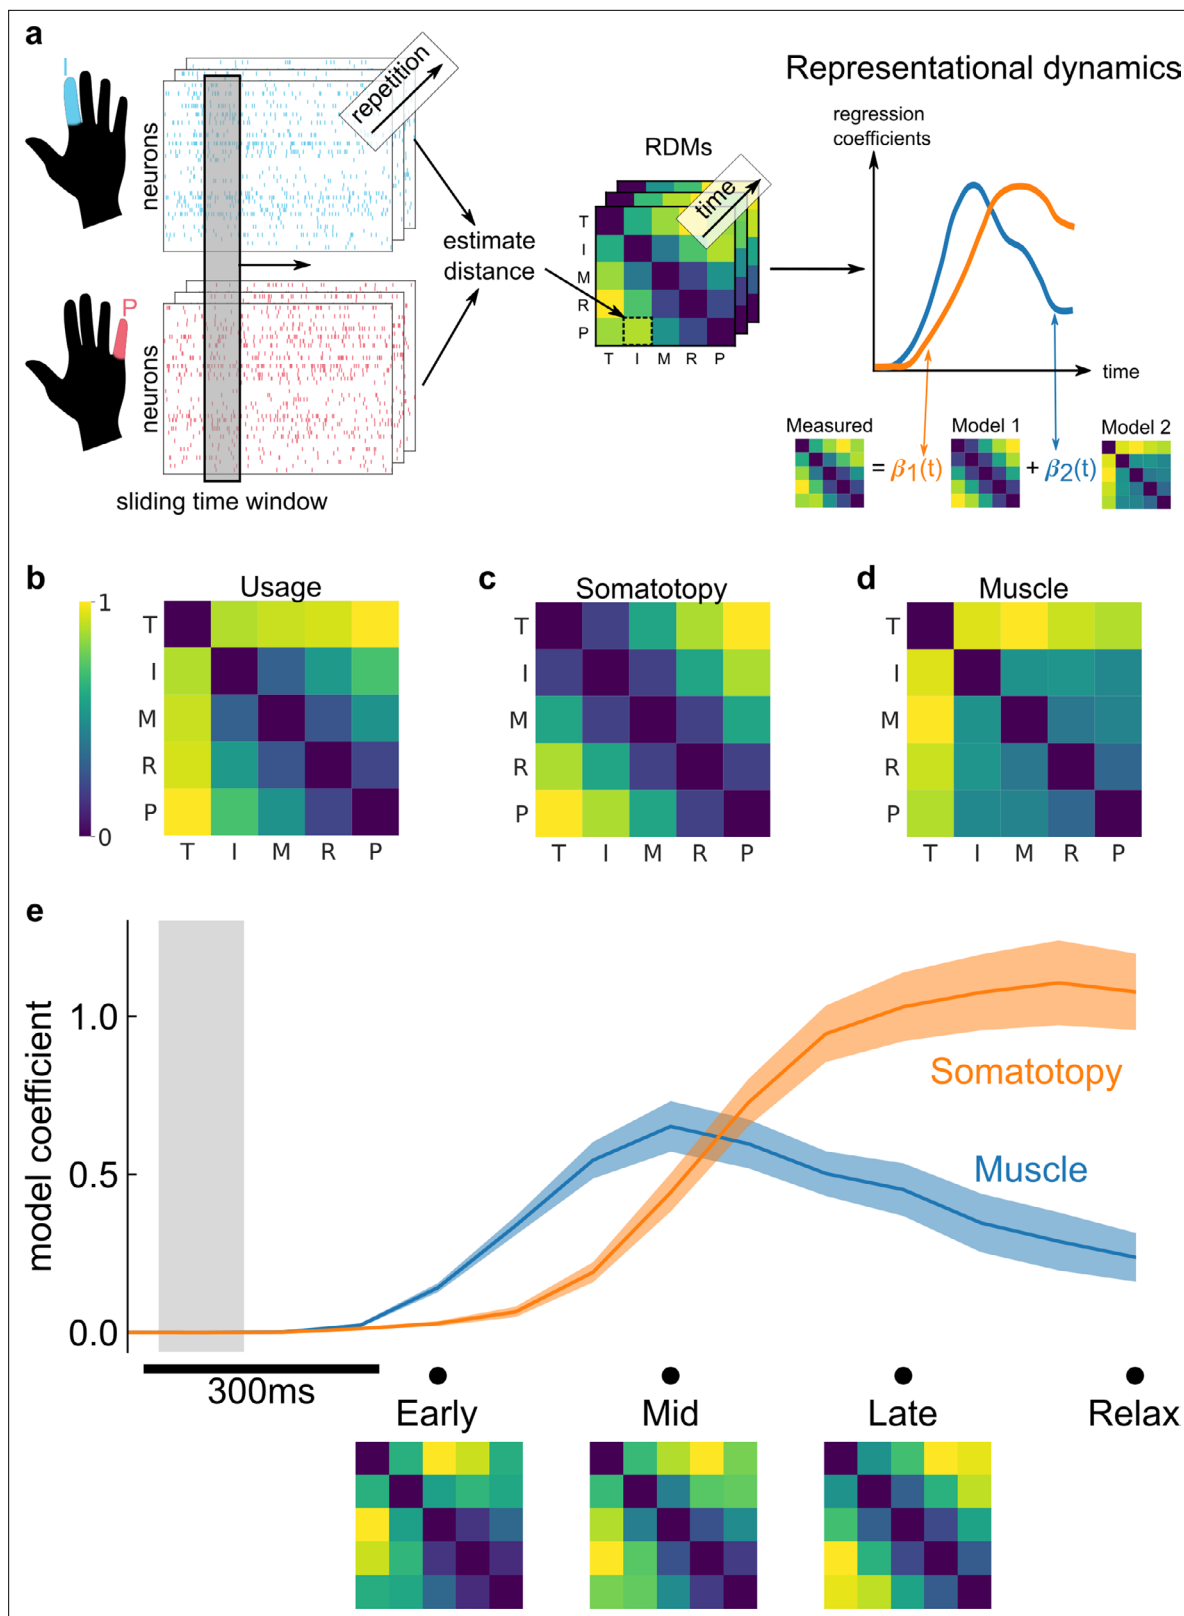 a
I
neurons
repetition
P
neurons
sliding time window
estimate
distance
RDMs
time
T
I
M
R
P
T I M R P
Representational dynamics
regression
coefficients
time
Measured
Model 1
Model 2
= β1(t)
+ β2(t)
b
Usage
1
0
T
I
M
R
P
T I M R P
c
Somatotopy
T
I
M
R
P
T I M R P
d
Muscle
T
I
M
R
P
T I M R P
e
model coefficient
1.0
0.5
0.0
Somatotopy
Muscle
300ms
Early
Mid
Late
Relax